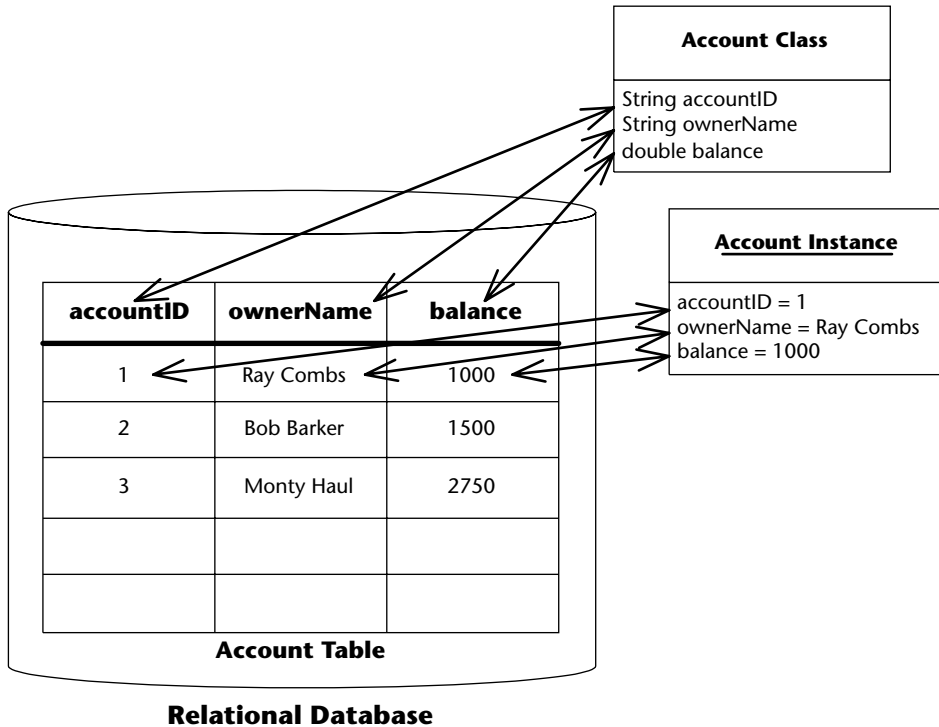 Account Class
String accountID
String ownerName
double balance
Account Instance
accountID = 1
ownerName = Ray Combs
balance = 1000
accountID ownerName balance
1 Ray Combs 1000
2 Bob Barker 1500
3 Monty Haul 2750
Account Table
Relational Database